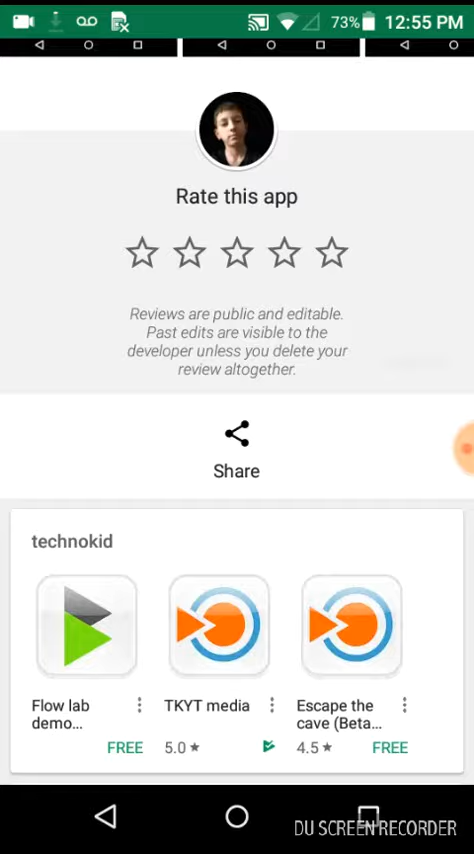 73% 12:55 PM
Rate this app
Reviews are public and editable.
Past edits are visible to the
developer unless you delete your
review altogether.
Share
technokid
Flow lab demo…
TKYT media
Escape the cave (Beta…
FREE
5.0
4.5
FREE
DU SCREEN RECORDER